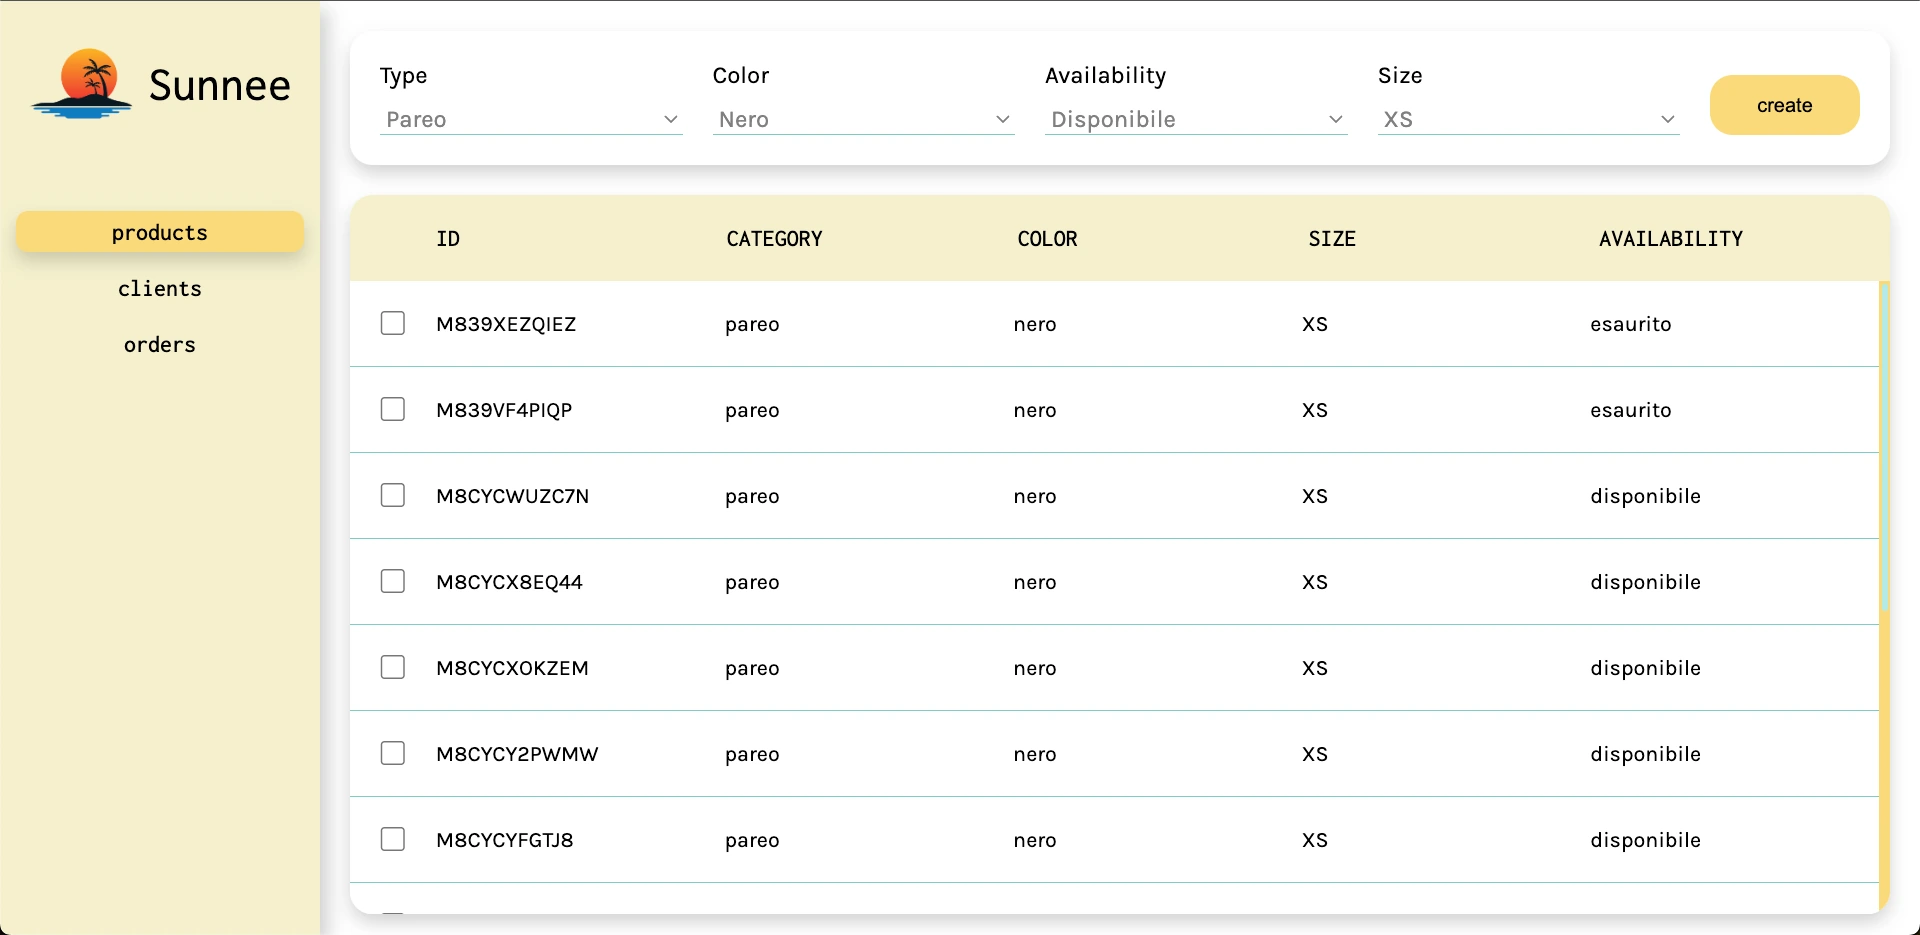 Sunnee
products
clients
orders
Type Color Availability Size
Pareo Nero Disponibile XS
create
ID CATEGORY COLOR SIZE AVAILABILITY
M839XEZQIEZ pareo nero XS esaurito
M839VF4PIQP pareo nero XS esaurito
M8CYCWUZC7N pareo nero XS disponibile
M8CYCX8EQ44 pareo nero XS disponibile
M8CYCXOKZEM pareo nero XS disponibile
M8CYCY2PWMW pareo nero XS disponibile
M8CYCYFGTJ8 pareo nero XS disponibile